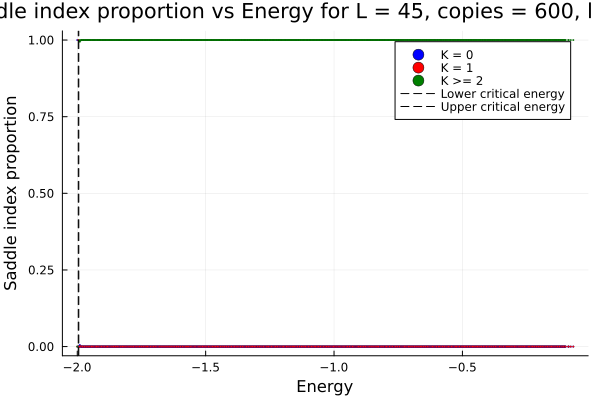 dle index proportion vs Energy for L = 45, copies = 600,
1.00
0.75
0.50
0.25
0.00
Saddle index proportion
K = 0
K = 1
K >= 2
Lower critical energy
Upper critical energy
−2.0 −1.5 −1.0 −0.5
Energy